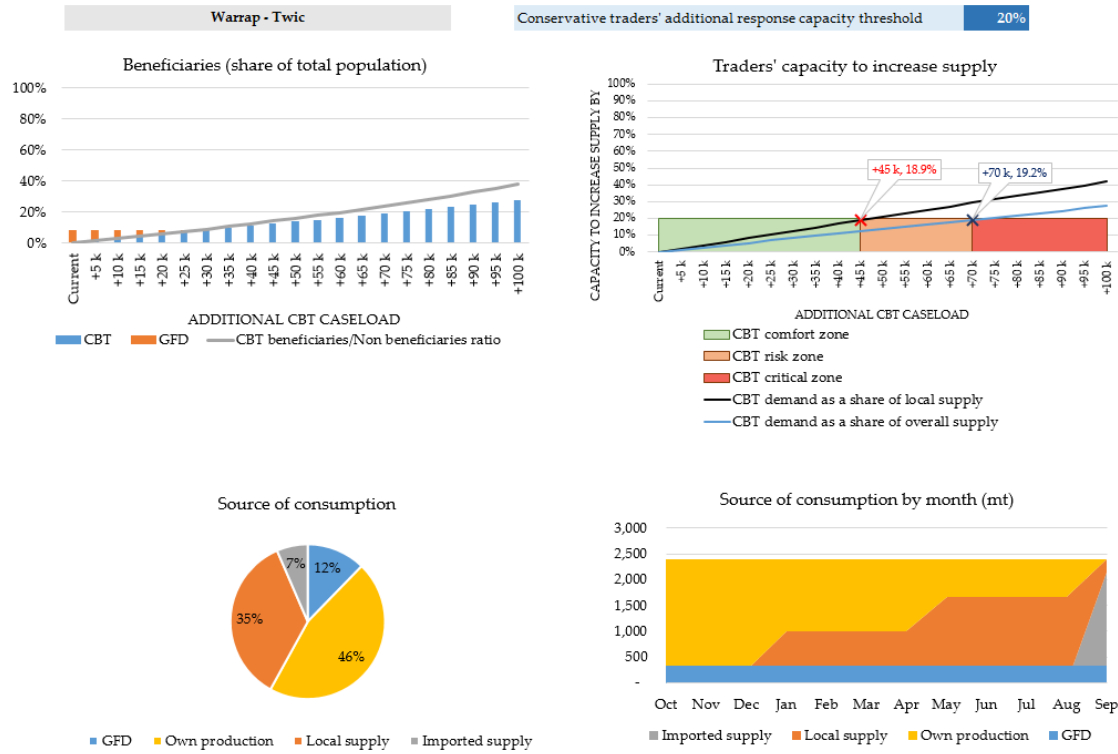 Warrap - Twic
Conservative traders' additional response capacity threshold 20%
Beneficiaries (share of total population)
100%
80%
60%
40%
20%
0%
Current +5 k +10 k +15 k +20 k +25 k +30 k +35 k +40 k +45 k +50 k +55 k +60 k +65 k +70 k +75 k +80 k +85 k +90 k +95 k +100 k
ADDITIONAL CBT CASELOAD
CBT GFD CBT beneficiaries/Non beneficiaries ratio
Traders' capacity to increase supply
CAPACITY TO INCREASE SUPPLY BY
100%
90%
80%
70%
60%
50%
40%
30%
20%
10%
0%
+45 k, 18.9%
+70 k, 19.2%
Current +5 k +10 k +15 k +20 k +25 k +30 k +35 k +40 k +45 k +50 k +55 k +60 k +65 k +70 k +75 k +80 k +85 k +90 k +95 k +100 k
ADDITIONAL CBT CASELOAD
CBT comfort zone
CBT risk zone
CBT critical zone
CBT demand as a share of local supply
CBT demand as a share of overall supply
Source of consumption
7%
12%
35%
46%
GFD Own production Local supply Imported supply
Source of consumption by month (mt)
3,000
2,500
2,000
1,500
1,000
500
-
Oct Nov Dec Jan Feb Mar Apr May Jun Jul Aug Sep
Imported supply Local supply Own production GFD